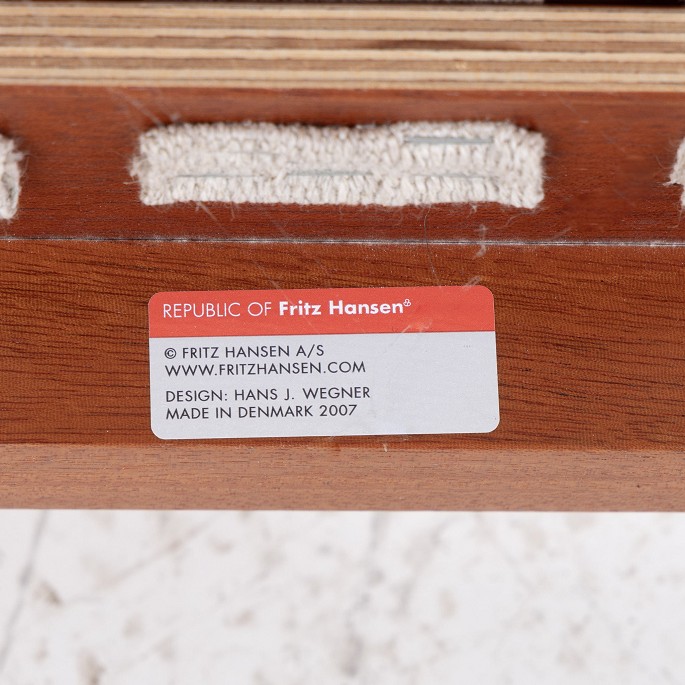 REPUBLIC OF Fritz Hansen®
© FRITZ HANSEN A/S
WWW.FRITZHANSEN.COM
DESIGN: HANS J. WEGNER
MADE IN DENMARK 2007